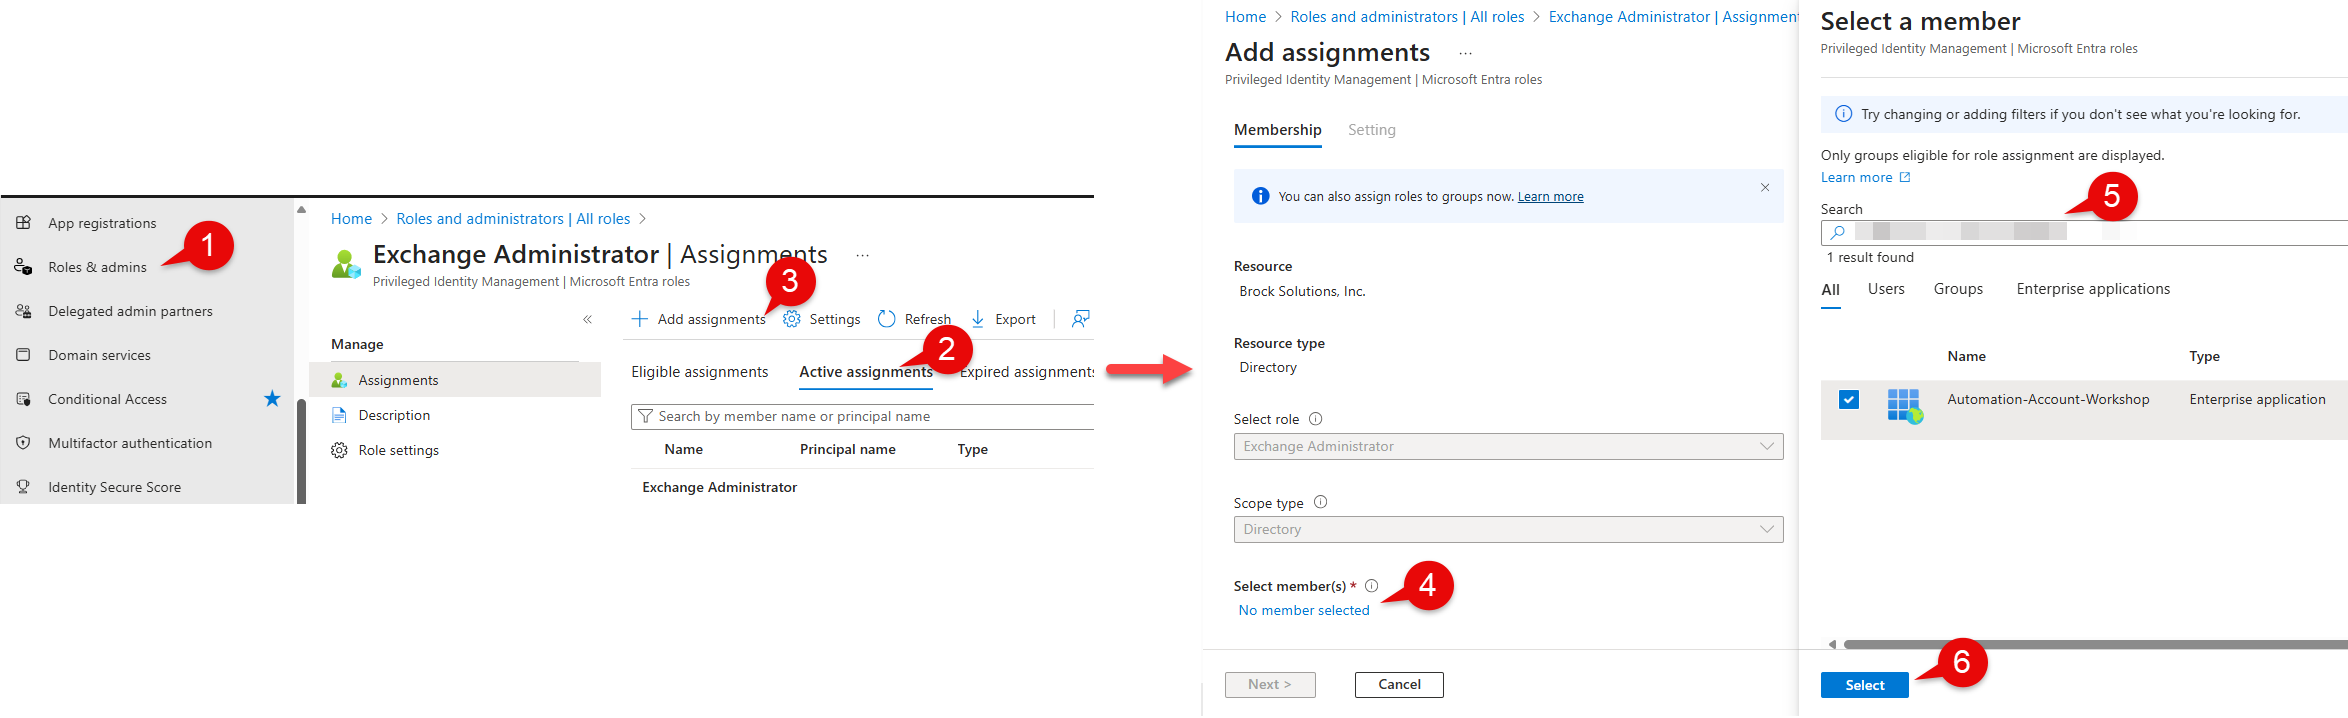 App registrations
Roles & admins
Delegated admin partners
Domain services
Conditional Access
Multifactor authentication
Identity Secure Score
1
Home > Roles and administrators | All roles >
Exchange Administrator | Assignments ...
Privileged Identity Management | Microsoft Entra roles
3
«
Add assignments Settings Refresh Export
Manage
Assignments
Description
Role settings
2
Eligible assignments Active assignments Expired assignments
Search by member name or principal name
Name Principal name Type
Exchange Administrator
Home > Roles and administrators | All roles > Exchange Administrator | Assignment
Add assignments ...
Privileged Identity Management | Microsoft Entra roles
Membership Setting
You can also assign roles to groups now. Learn more
Resource
Brock Solutions, Inc.
Resource type
Directory
Select role
Exchange Administrator
Scope type
Directory
Select member(s) *
No member selected
4
Next > Cancel
Select a member
Privileged Identity Management | Microsoft Entra roles
Try changing or adding filters if you don't see what you're looking for.
Only groups eligible for role assignment are displayed.
Learn more
5
Search
1 result found
All Users Groups Enterprise applications
Name Type
Automation-Account-Workshop Enterprise application
6
Select